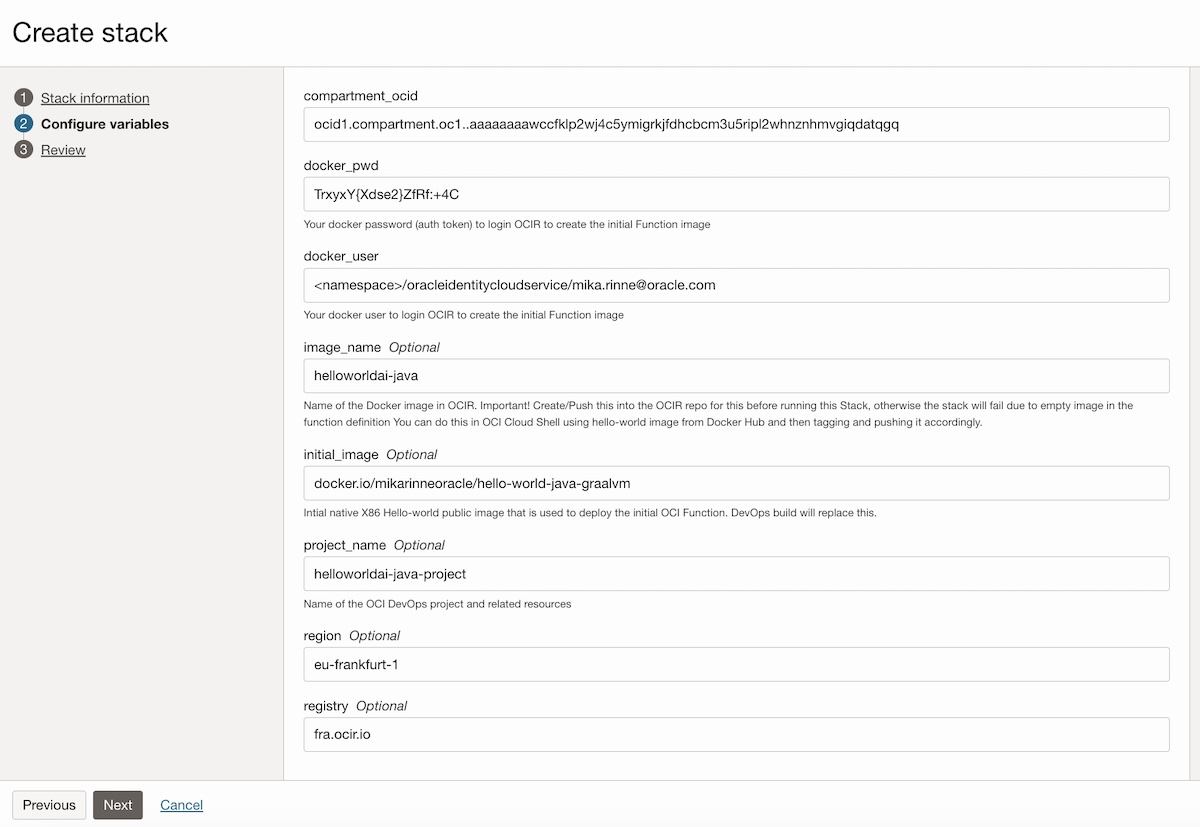 Create stack
1 Stack information
2 Configure variables
3 Review
compartment_ocid
ocid1.compartment.oc1..aaaaaaaawccfklp2wj4c5ymigrkjfdhcbcm3u5ripl2whnznhmvgiqdatqgq
docker_pwd
TrxyxY{Xdse2}ZfRf:+4C
Your docker password (auth token) to login OCIR to create the initial Function image
docker_user
<namespace>/oracleidentitycloudservice/mika.rinne@oracle.com
Your docker user to login OCIR to create the initial Function image
image_name Optional
helloworldai-java
Name of the Docker image in OCIR. Important! Create/Push this into the OCIR repo for this before running this Stack, otherwise the stack will fail due to empty image in the
function definition You can do this in OCI Cloud Shell using hello-world image from Docker Hub and then tagging and pushing it accordingly.
initial_image Optional
docker.io/mikarinneoracle/hello-world-java-graalvm
Intial native X86 Hello-world public image that is used to deploy the initial OCI Function. DevOps build will replace this.
project_name Optional
helloworldai-java-project
Name of the OCI DevOps project and related resources
region Optional
eu-frankfurt-1
registry Optional
fra.ocir.io
Previous Next Cancel